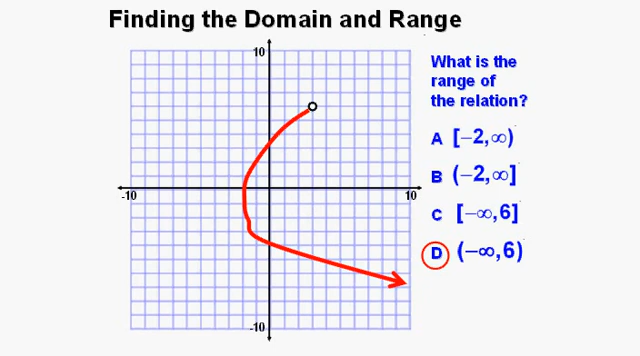 Finding the Domain and Range
10
-10
10
-10
What is the
range of
the relation?
A [−2,∞)
B (−2,∞]
C [−∞,6]
D (−∞,6)